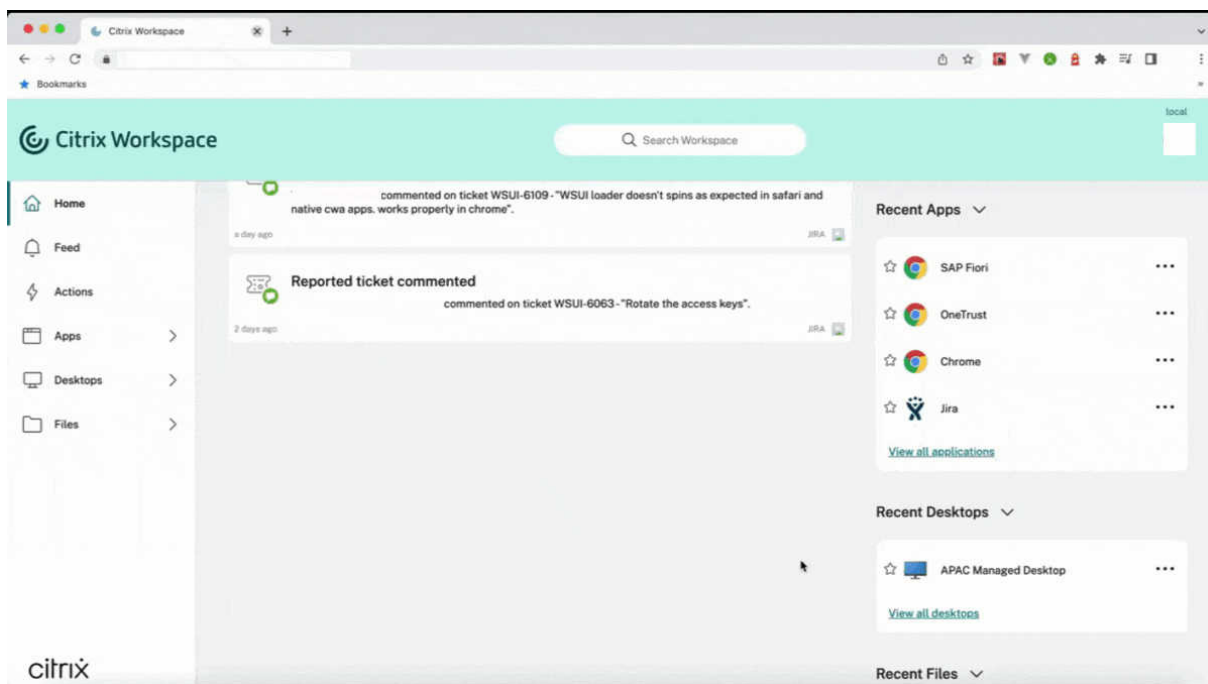 Citrix Workspace
Bookmarks
local
Citrix Workspace
Search Workspace
Home
Feed
Actions
Apps
Desktops
Files
citrix
commented on ticket WSUI-6109-"WSUI loader doesn't spins as expected in safari and
native cwa apps. works properly in chrome".
a day ago
JIRA
Reported ticket commented
commented on ticket WSUI-6063-"Rotate the access keys".
2 days ago
JIRA
Recent Apps
SAP Fiori
OneTrust
Chrome
Jira
View all applications
Recent Desktops
APAC Managed Desktop
View all desktops
Recent Files